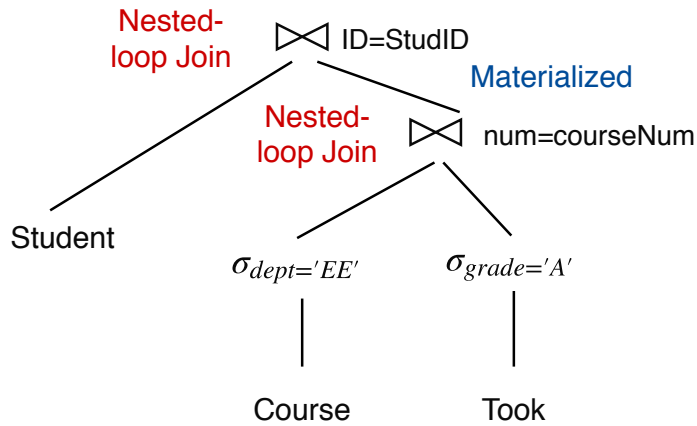 Nested-
loop Join
ID=StudID
Materialized
Nested-
loop Join
num=courseNum
Student
σdept='EE'
σgrade='A'
Course
Took